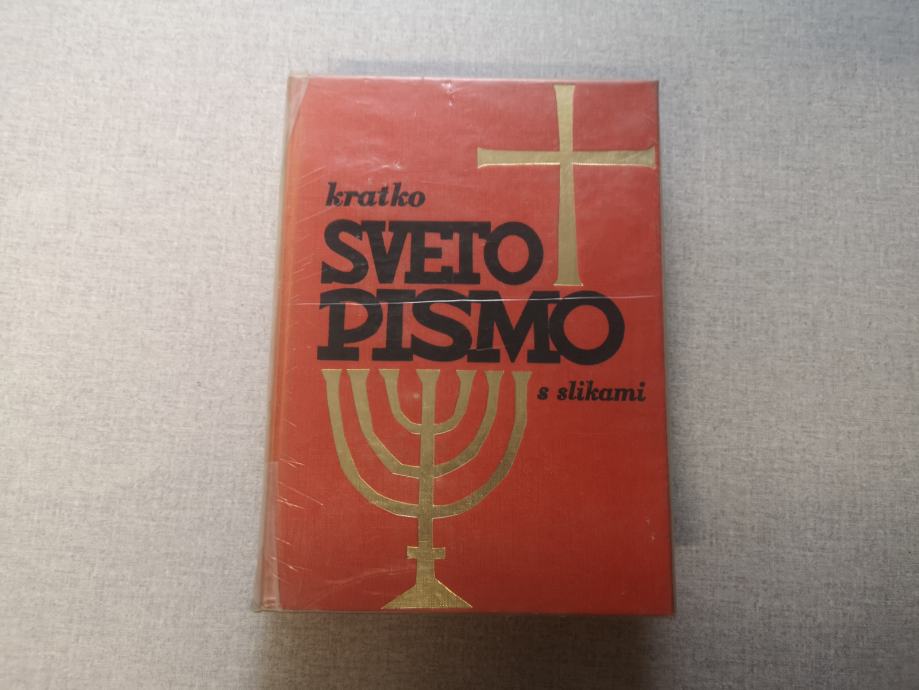 kratko
SVETO
PISMO
s slikami